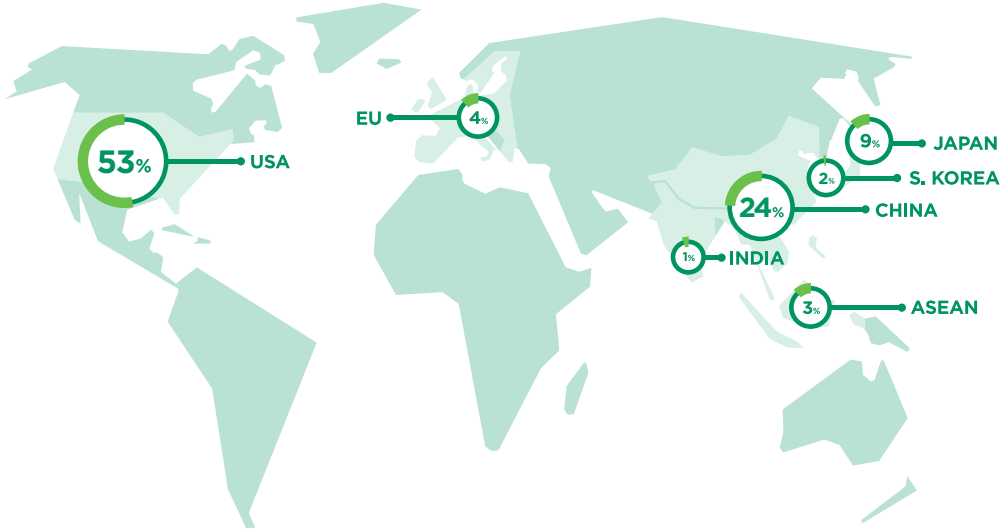 53%
USA
EU
4%
9%
JAPAN
2%
S. KOREA
24%
CHINA
1%
INDIA
3%
ASEAN